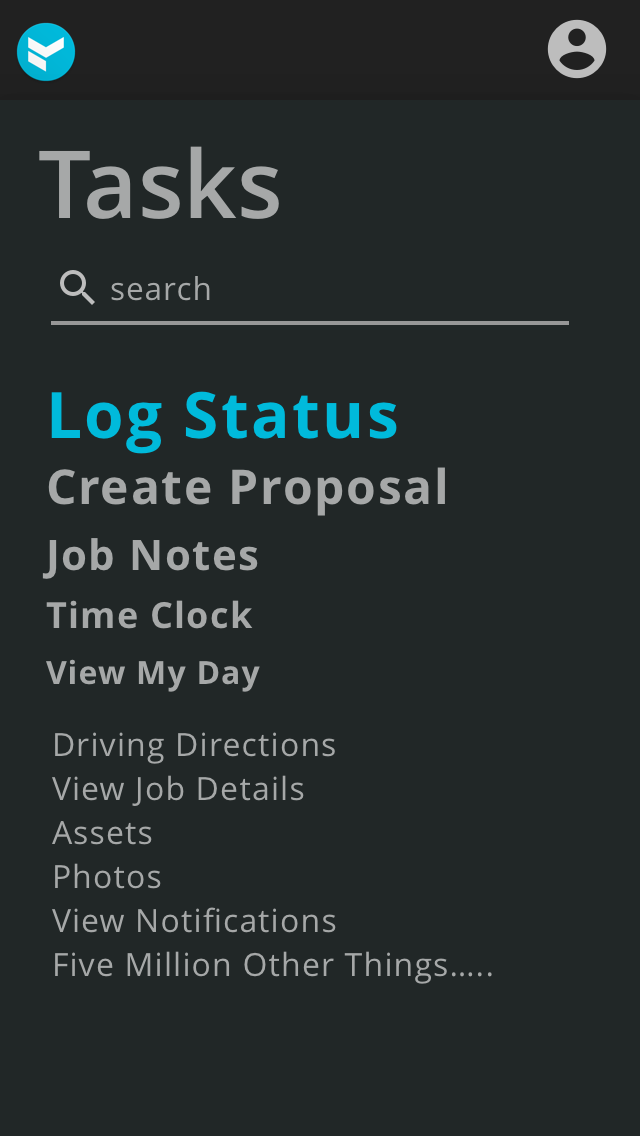 Tasks
search
Log Status
Create Proposal
Job Notes
Time Clock
View My Day
Driving Directions
View Job Details
Assets
Photos
View Notifications
Five Million Other Things.....